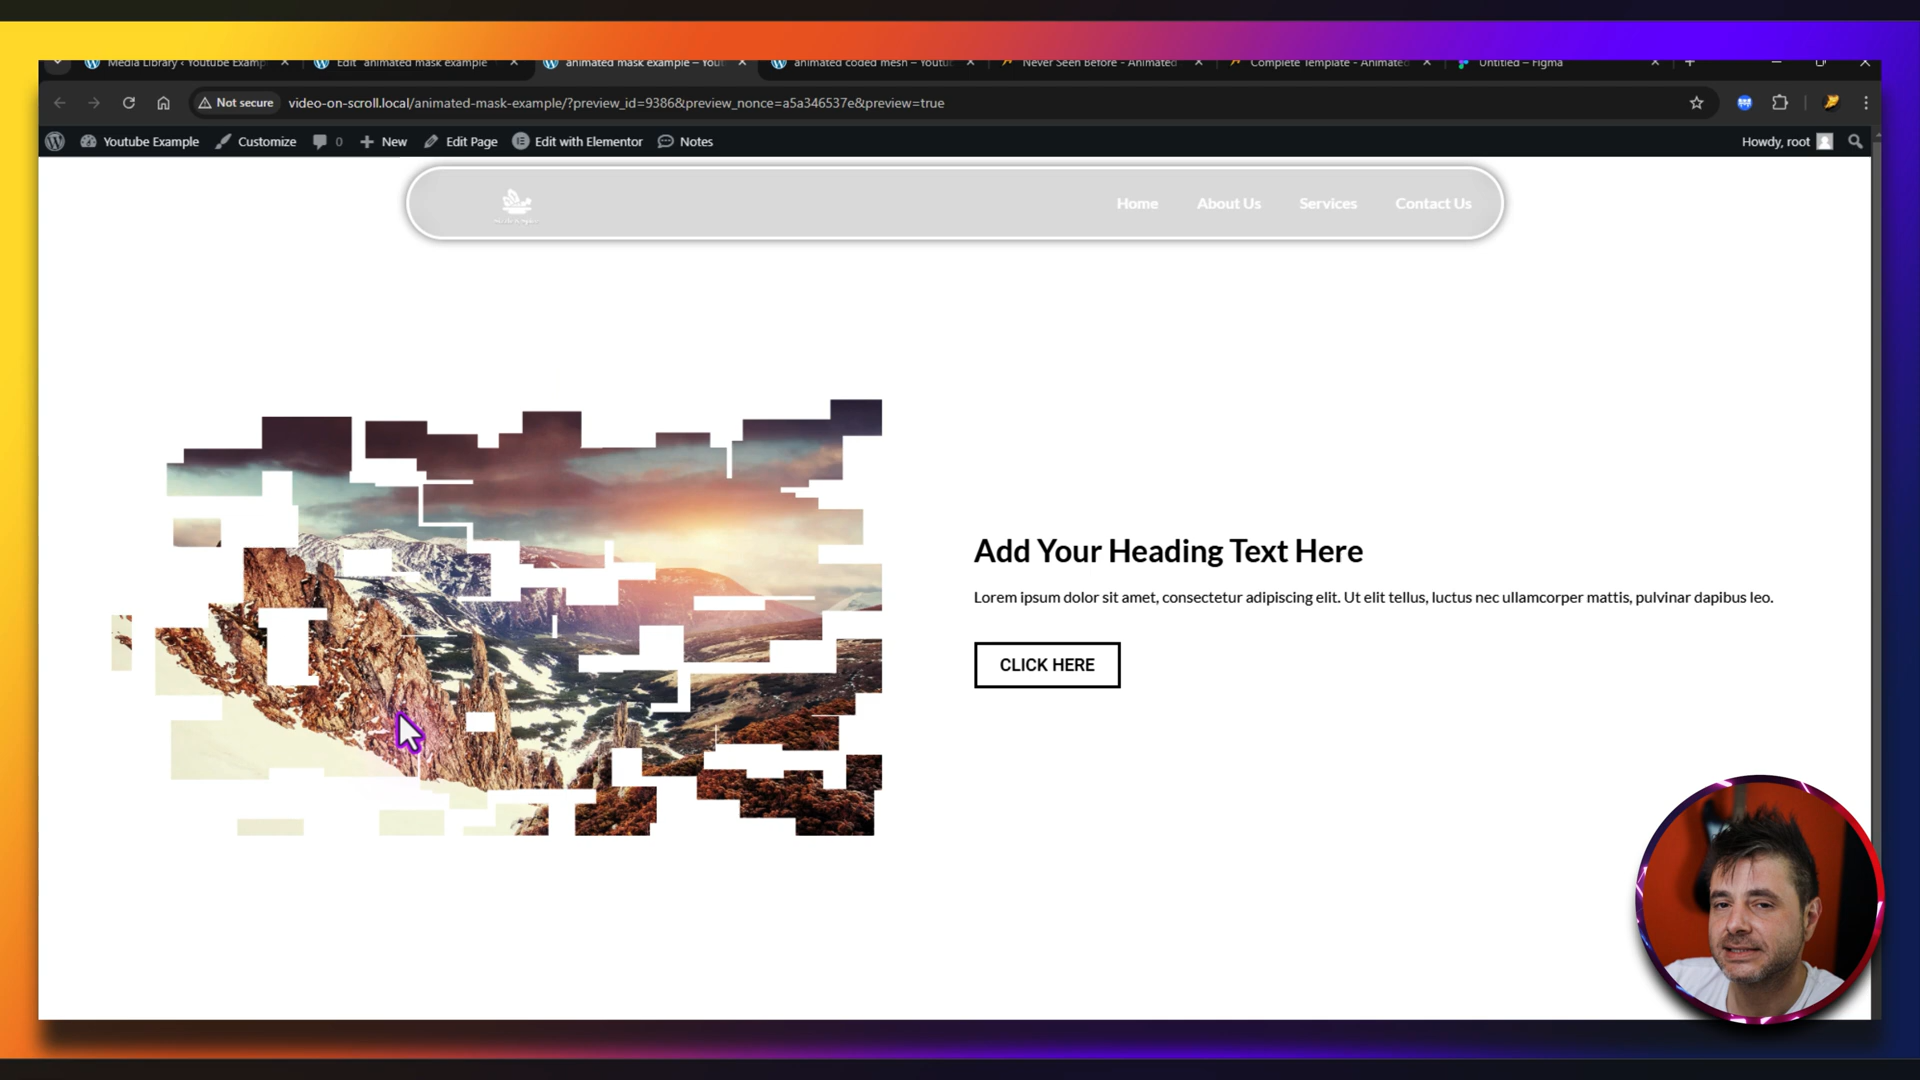 Media Library ‹ Youtube Examp
Edit "animated mask example
animated mask example – You
animated coded mesh – Youtu
Never Seen Before - Animated
Complete Template - Animated
Untitled – Figma
Not secure
video-on-scroll.local/animated-mask-example/?preview_id=9386&preview_nonce=a5a346537e&preview=true
Youtube Example
Customize
0
New
Edit Page
Edit with Elementor
Notes
Howdy, root
Home
About Us
Services
Contact Us
Add Your Heading Text Here
Lorem ipsum dolor sit amet, consectetur adipiscing elit. Ut elit tellus, luctus nec ullamcorper mattis, pulvinar dapibus leo.
CLICK HERE